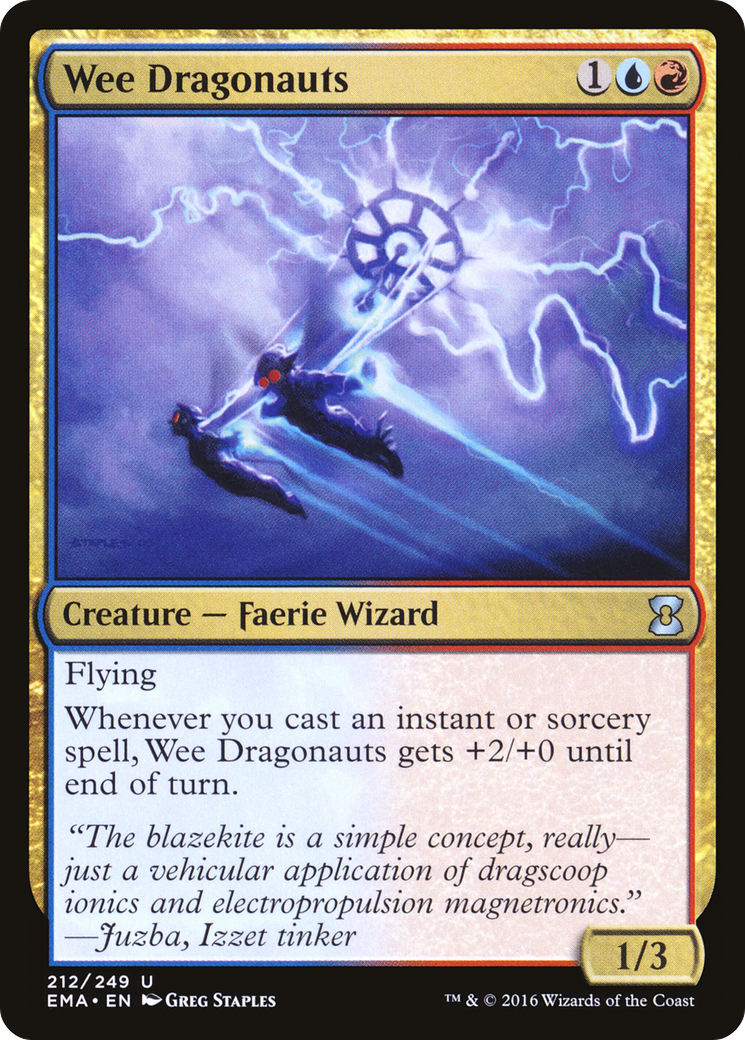 Wee Dragonauts
1
Creature — Faerie Wizard
Flying
Whenever you cast an instant or sorcery
spell, Wee Dragonauts gets +2/+0 until
end of turn.
“The blazekite is a simple concept, really—
just a vehicular application of dragscoop
ionics and electropropulsion magnetronics.”
—Juzba, Izzet tinker
1/3
212/249 U
EMA • EN Greg Staples
™ & © 2016 Wizards of the Coast